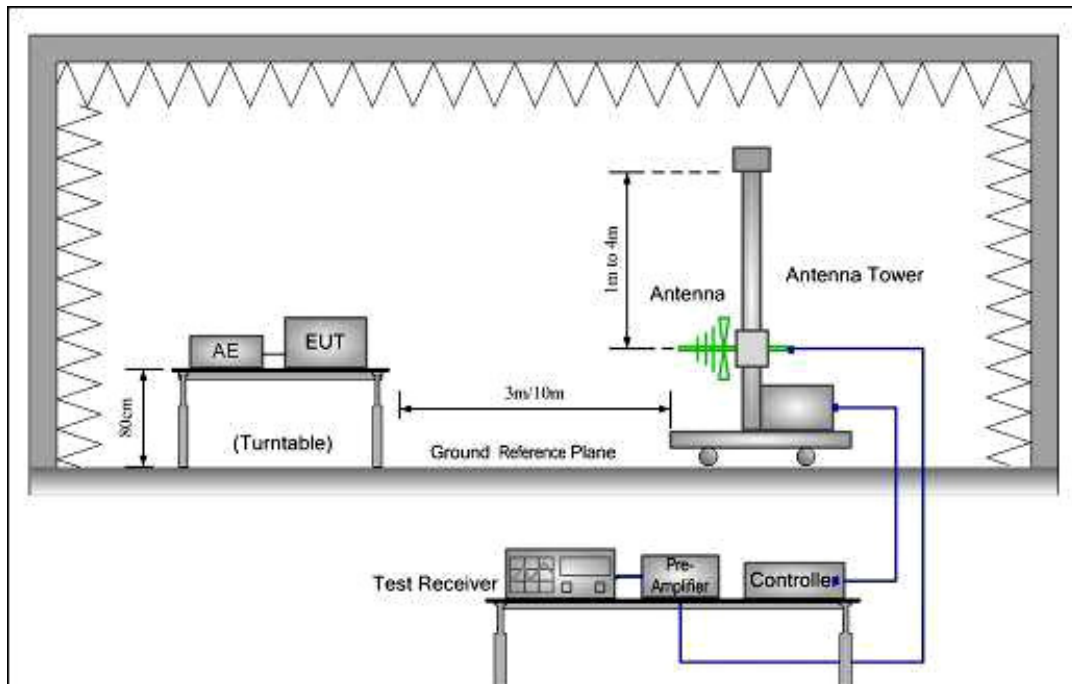 1m to 4m
Antenna Tower
Antenna
AE
EUT
3m/10m
80cm
(Turntable)
Ground Reference Plane
Test Receiver
Pre-
Amplifier
Controller